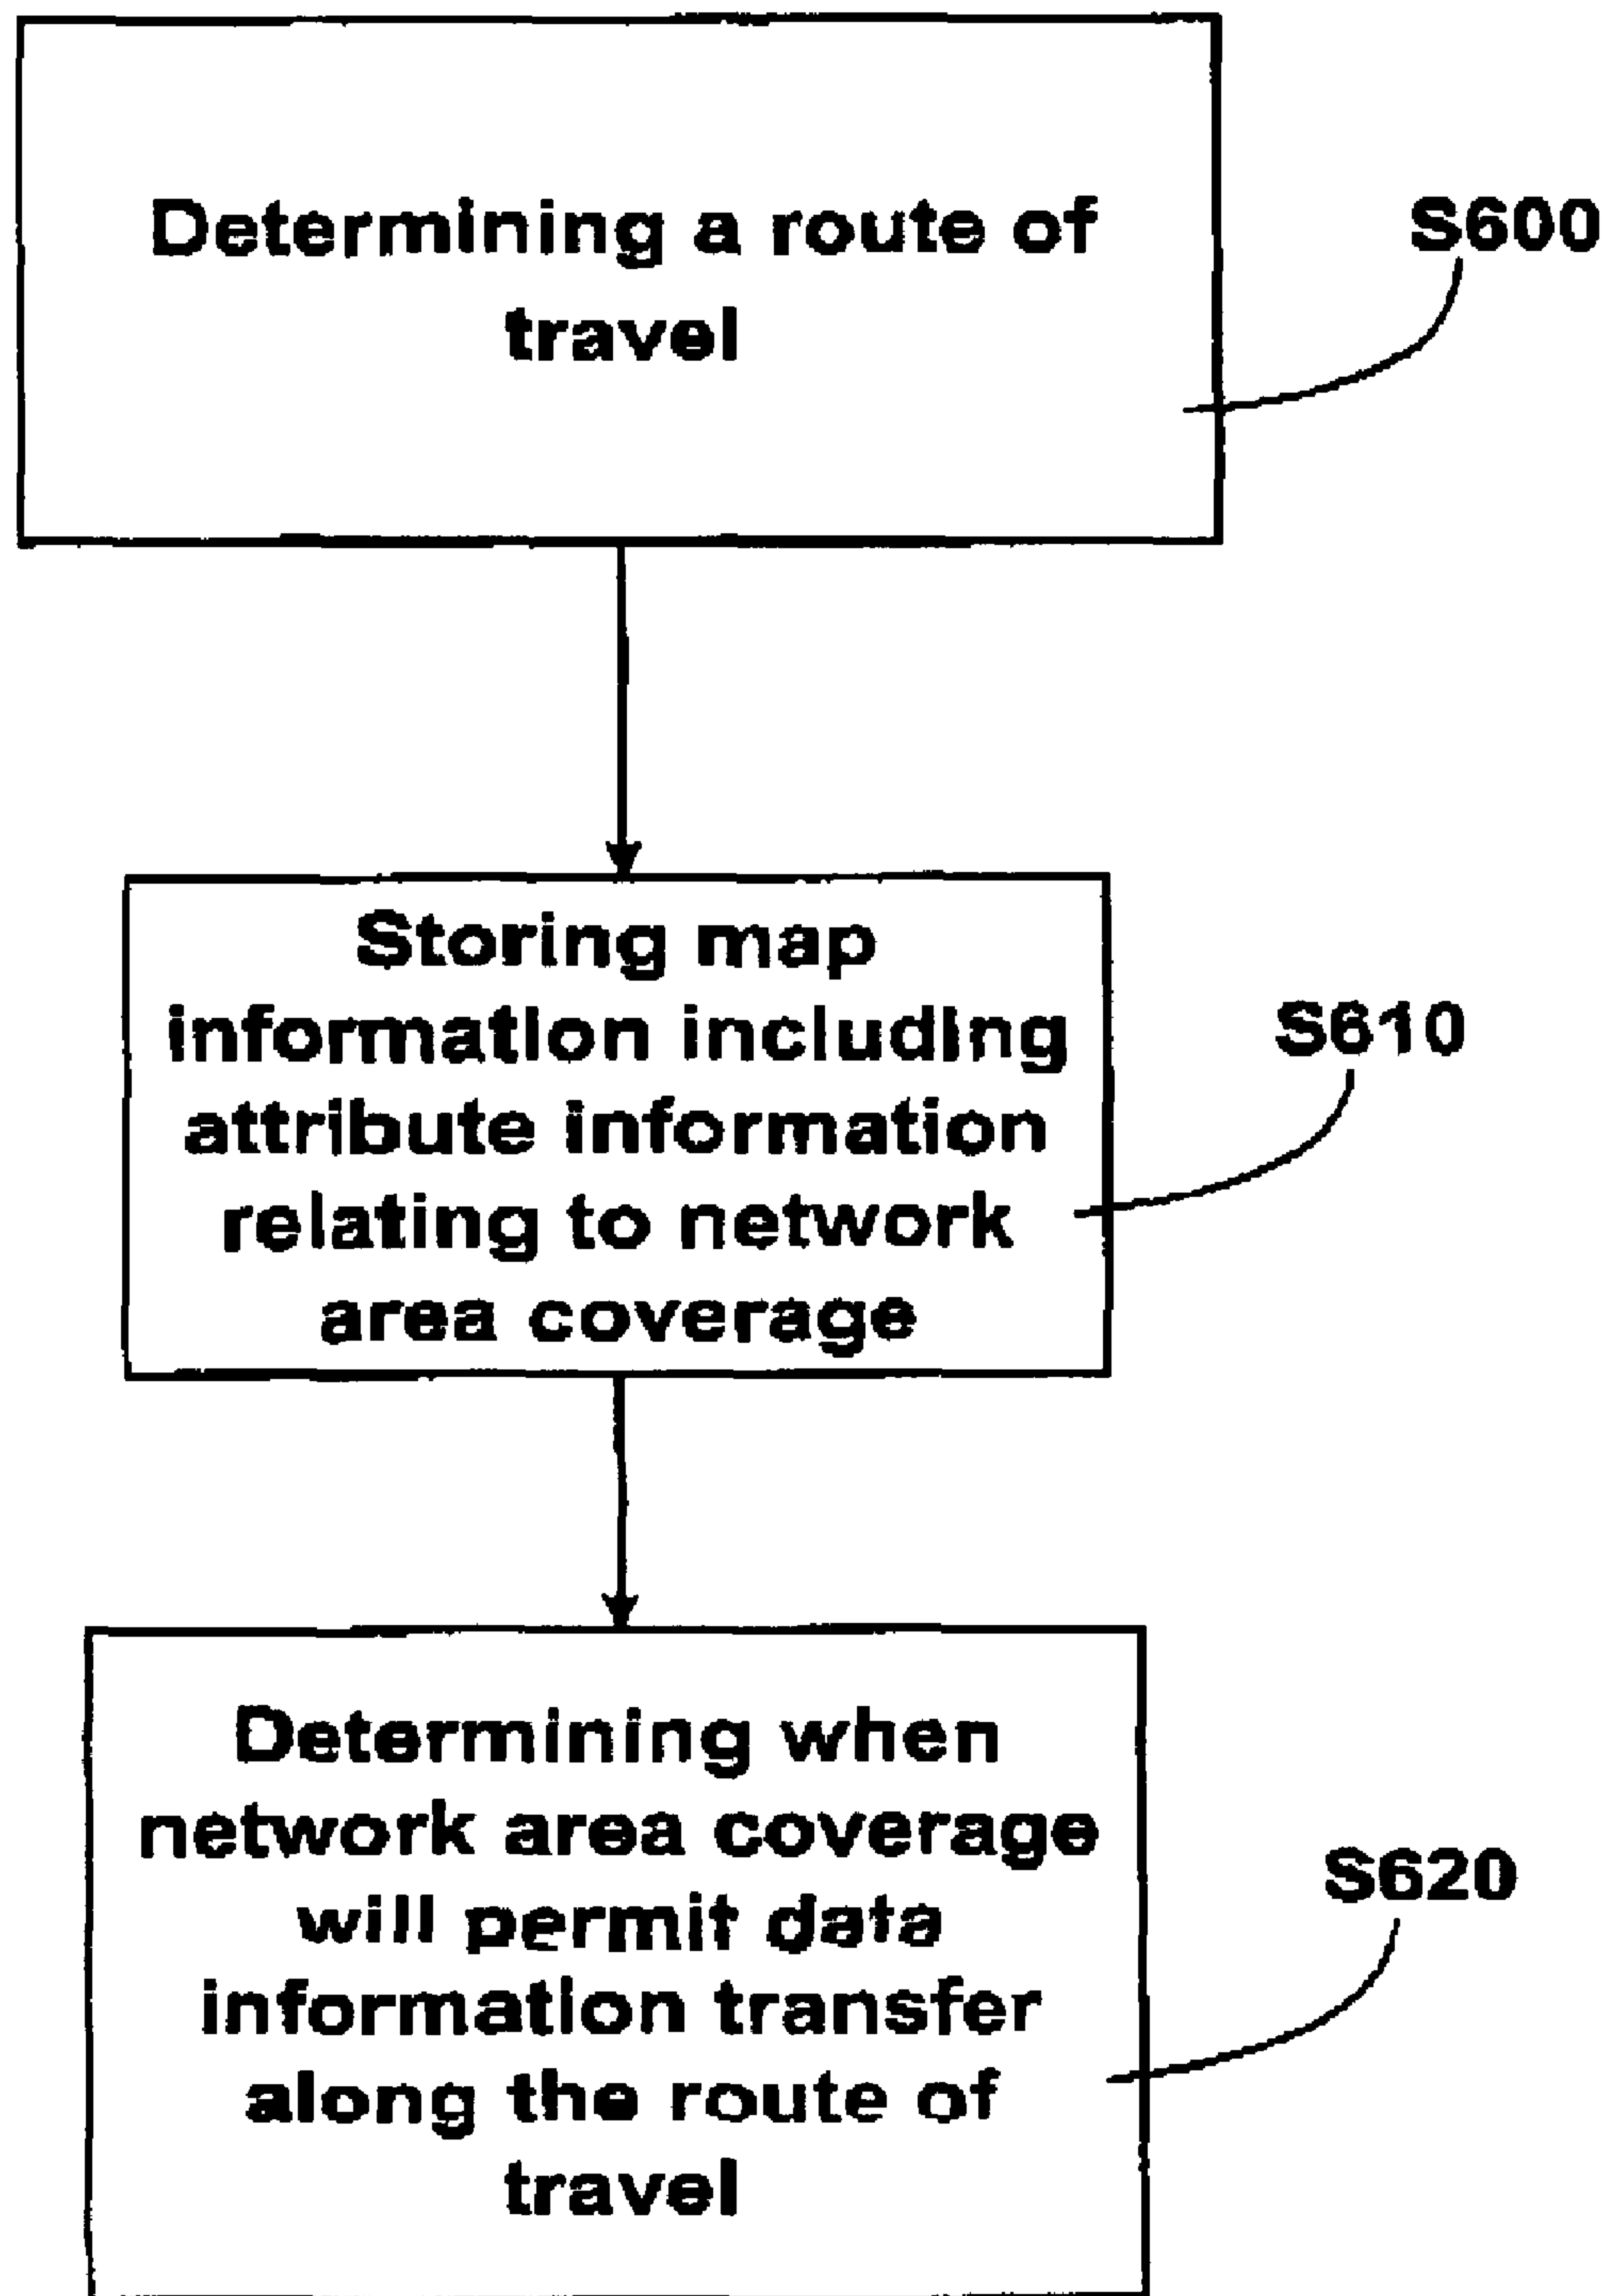 Determining a route of
travel
S600
Storing map
information including
attribute information
relating to network
area coverage
S610
Determining when
network area coverage
will permit data
information transfer
along the route of
travel
S620